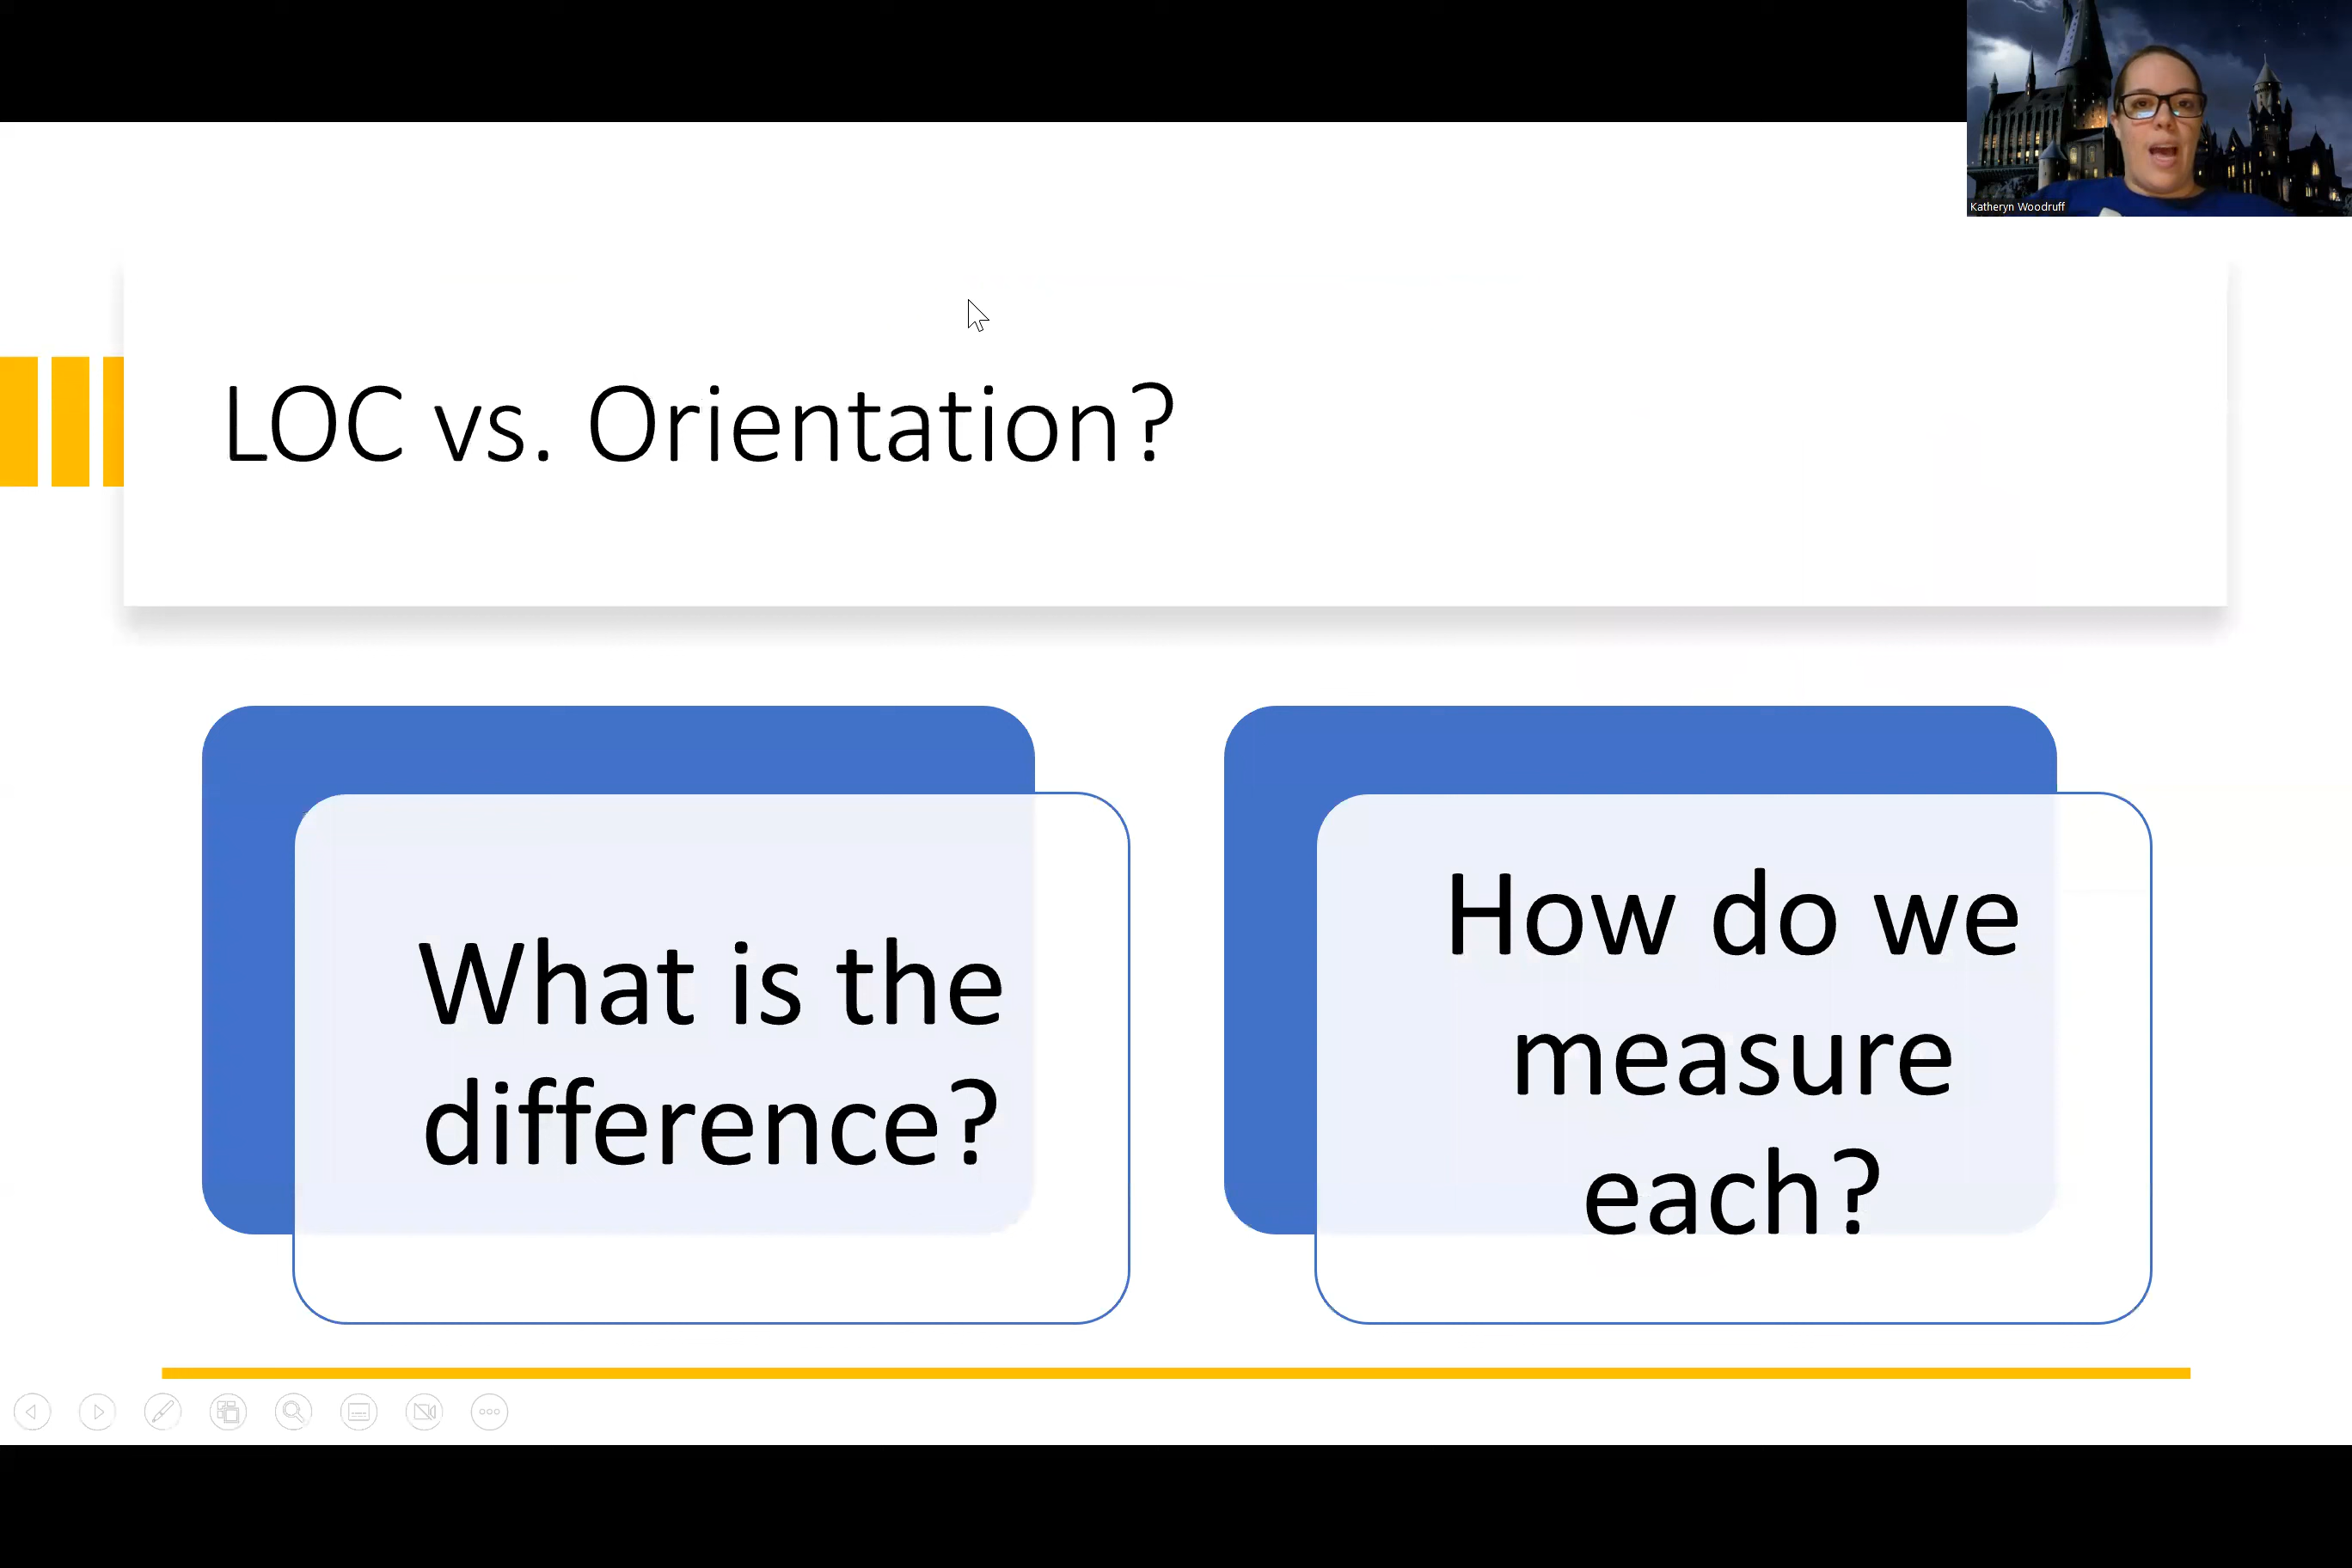 Katheryn Woodruff
LOC vs. Orientation?
What is the
difference?
How do we
measure
each?